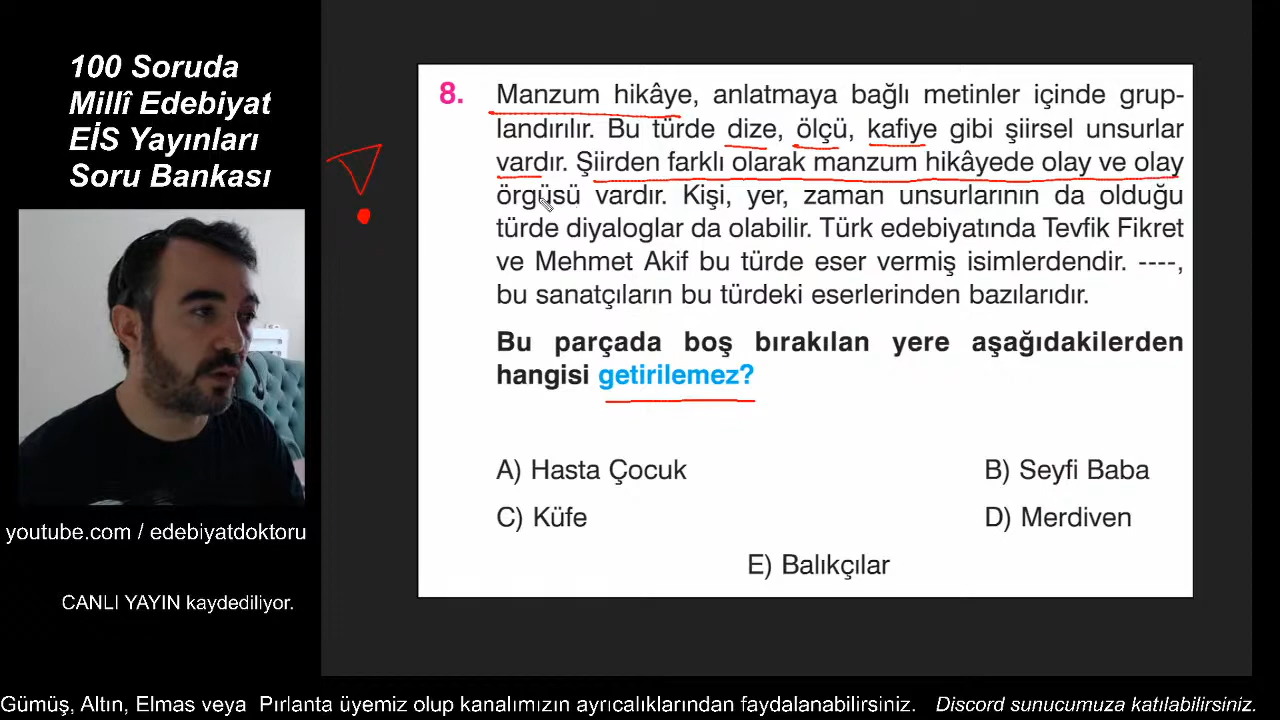 100 Soruda
Millî Edebiyat
EİS Yayınları
Soru Bankası
youtube.com / edebiyatdoktoru
CANLI YAYIN kaydediliyor.
8. Manzum hikâye, anlatmaya bağlı metinler içinde grup-
landırılır. Bu türde dize, ölçü, kafiye gibi şiirsel unsurlar
vardır. Şiirden farklı olarak manzum hikâyede olay ve olay
örgüsü vardır. Kişi, yer, zaman unsurlarının da olduğu
türde diyaloglar da olabilir. Türk edebiyatında Tevfik Fikret
ve Mehmet Akif bu türde eser vermiş isimlerdendir. ----,
bu sanatçıların bu türdeki eserlerinden bazılarıdır.
Bu parçada boş bırakılan yere aşağıdakilerden
hangisi getirilemez?
A) Hasta Çocuk
B) Seyfi Baba
C) Küfe
D) Merdiven
E) Balıkçılar
Gümüş, Altın, Elmas veya Pırlanta üyemiz olup kanalımızın ayrıcalıklarından faydalanabilirsiniz. Discord sunucumuza katılabilirsiniz.